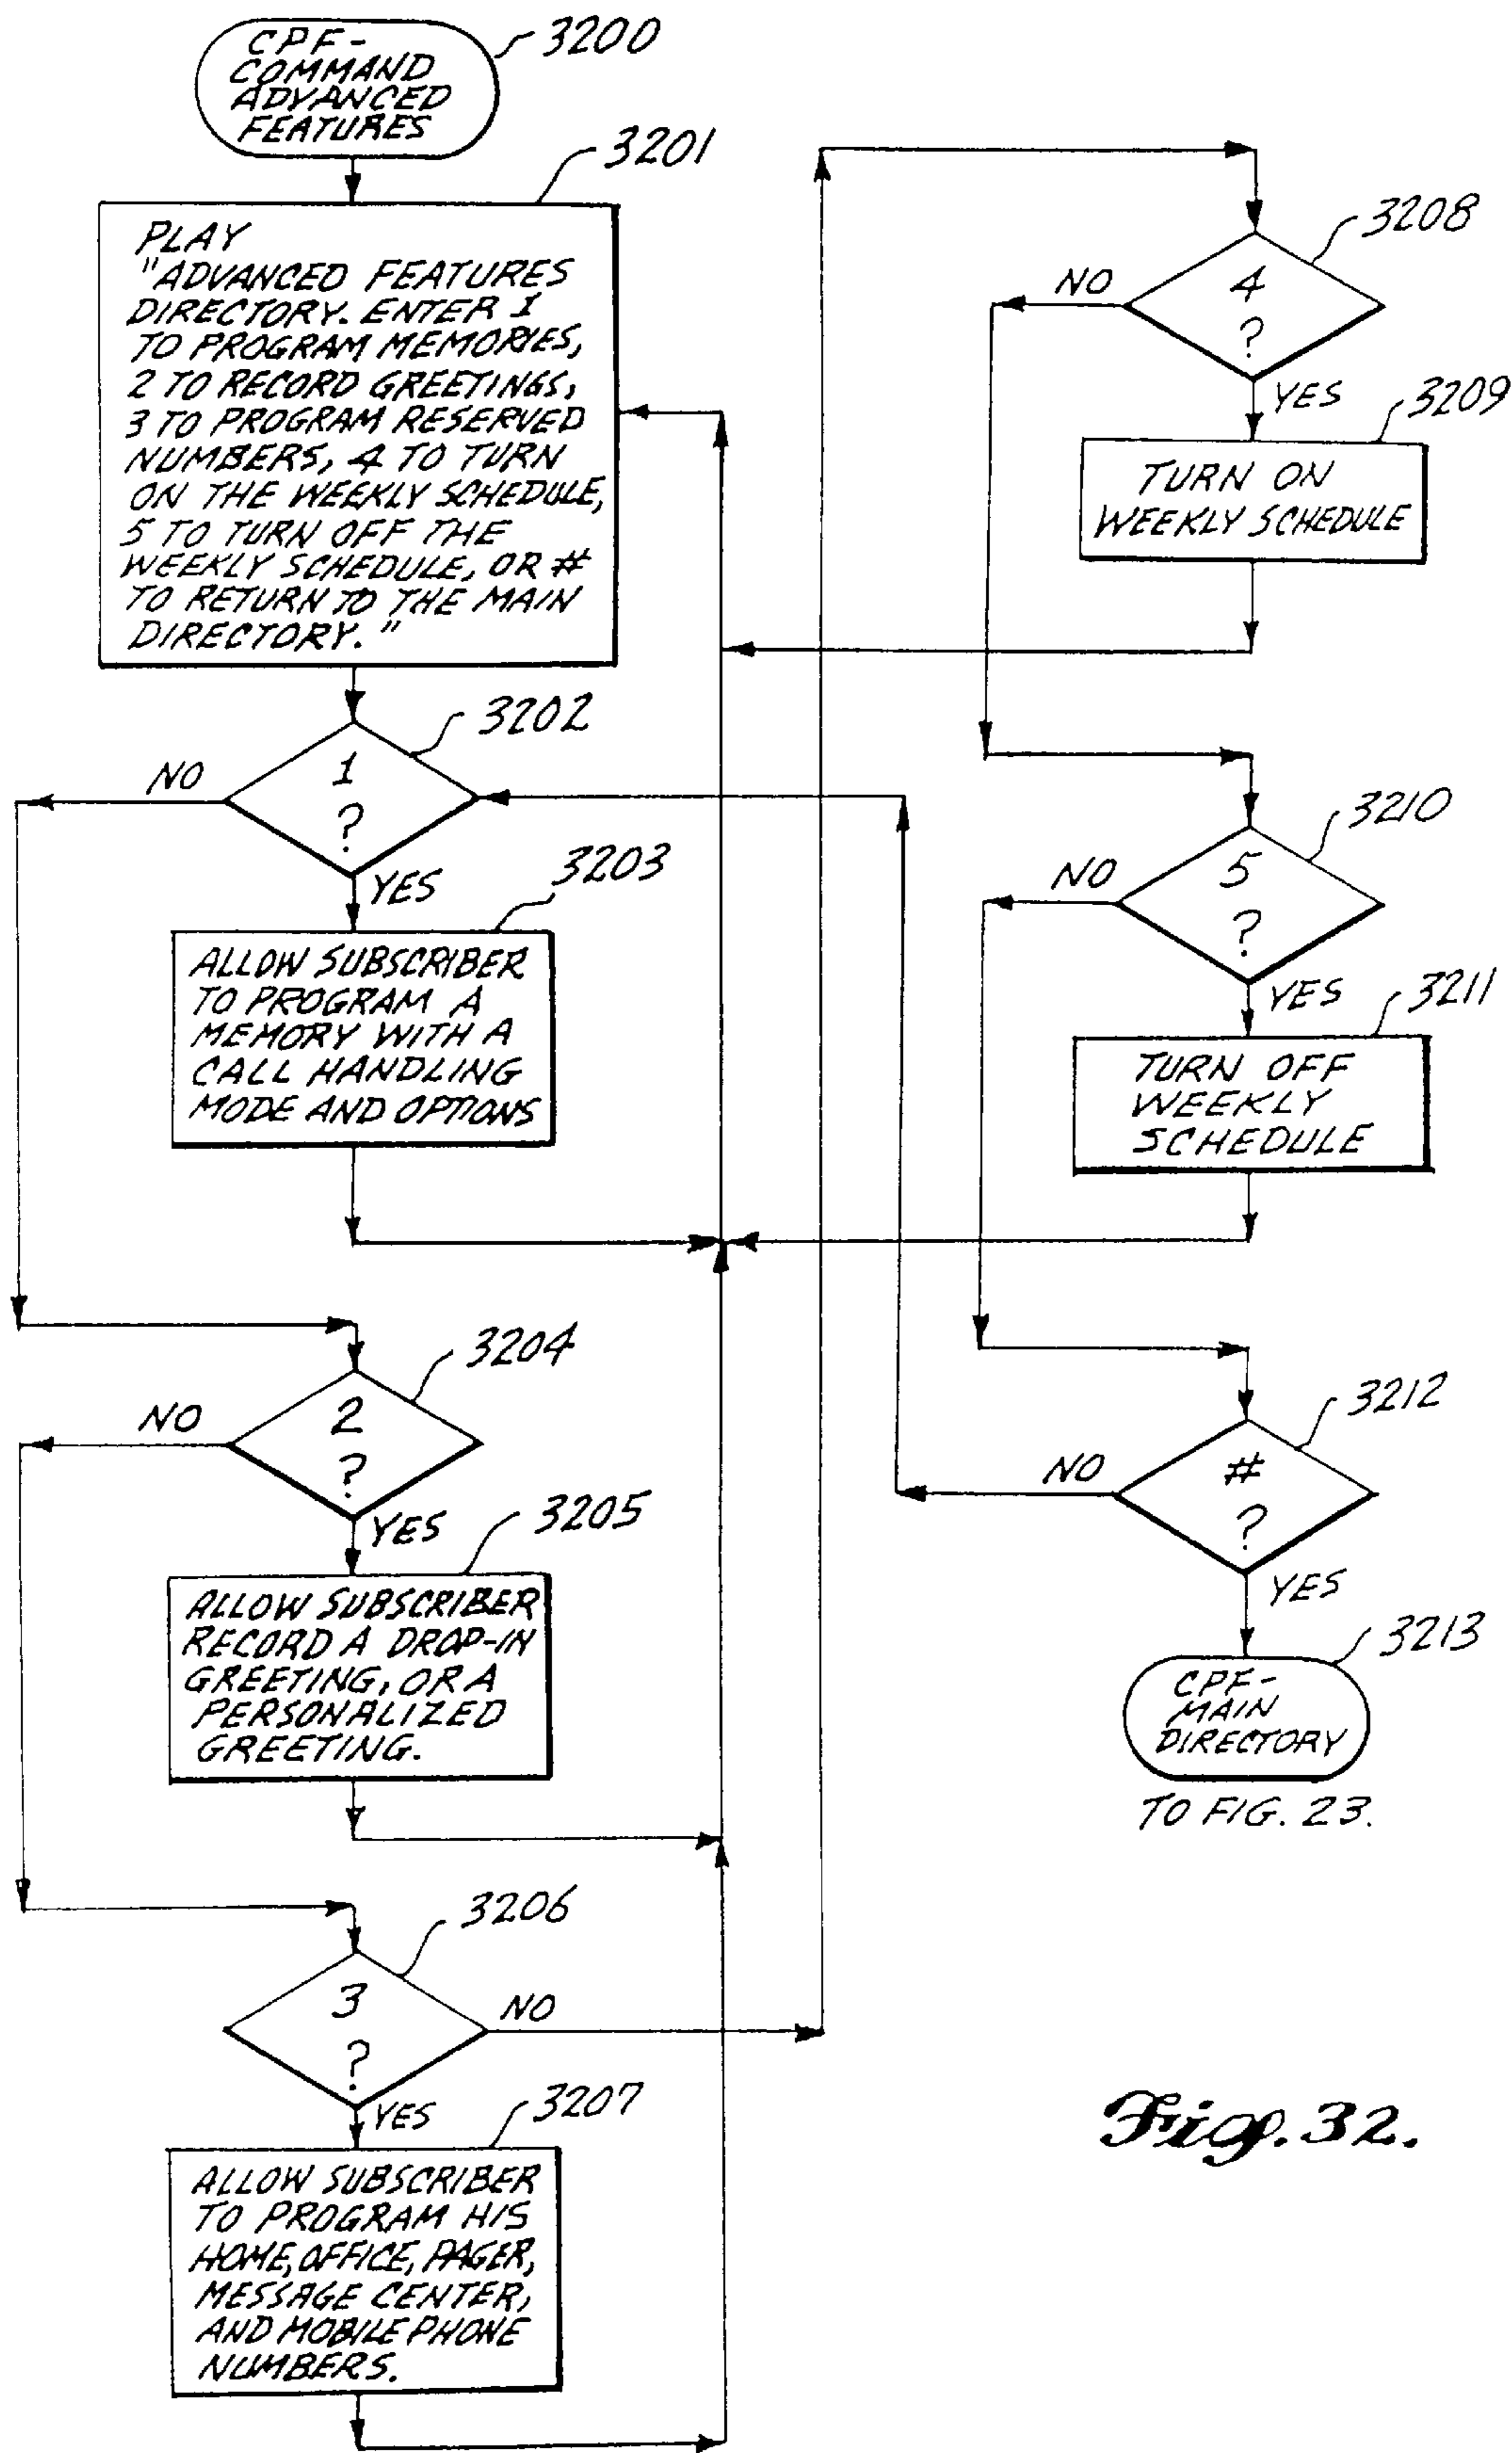 CPF-
COMMAND
ADVANCED
FEATURES
3200
3201
PLAY
"ADVANCED FEATURES
DIRECTORY. ENTER 1
TO PROGRAM MEMORIES,
2 TO RECORD GREETINGS,
3 TO PROGRAM RESERVED
NUMBERS, 4 TO TURN
ON THE WEEKLY SCHEDULE,
5 TO TURN OFF THE
WEEKLY SCHEDULE, OR #
TO RETURN TO THE MAIN
DIRECTORY."
3202
1
?
NO
YES
3203
ALLOW SUBSCRIBER
TO PROGRAM A
MEMORY WITH A
CALL HANDLING
MODE AND OPTIONS
3204
2
?
NO
YES
3205
ALLOW SUBSCRIBER
RECORD A DROP-IN
GREETING, OR A
PERSONALIZED
GREETING.
3206
3
?
NO
YES
3207
ALLOW SUBSCRIBER
TO PROGRAM HIS
HOME, OFFICE, PAGER,
MESSAGE CENTER,
AND MOBILE PHONE
NUMBERS.
3208
4
?
NO
YES
3209
TURN ON
WEEKLY SCHEDULE
3210
5
?
NO
YES
3211
TURN OFF
WEEKLY
SCHEDULE
3212
#
?
NO
YES
3213
CPF-
MAIN
DIRECTORY
TO FIG. 23.
Fig. 32.